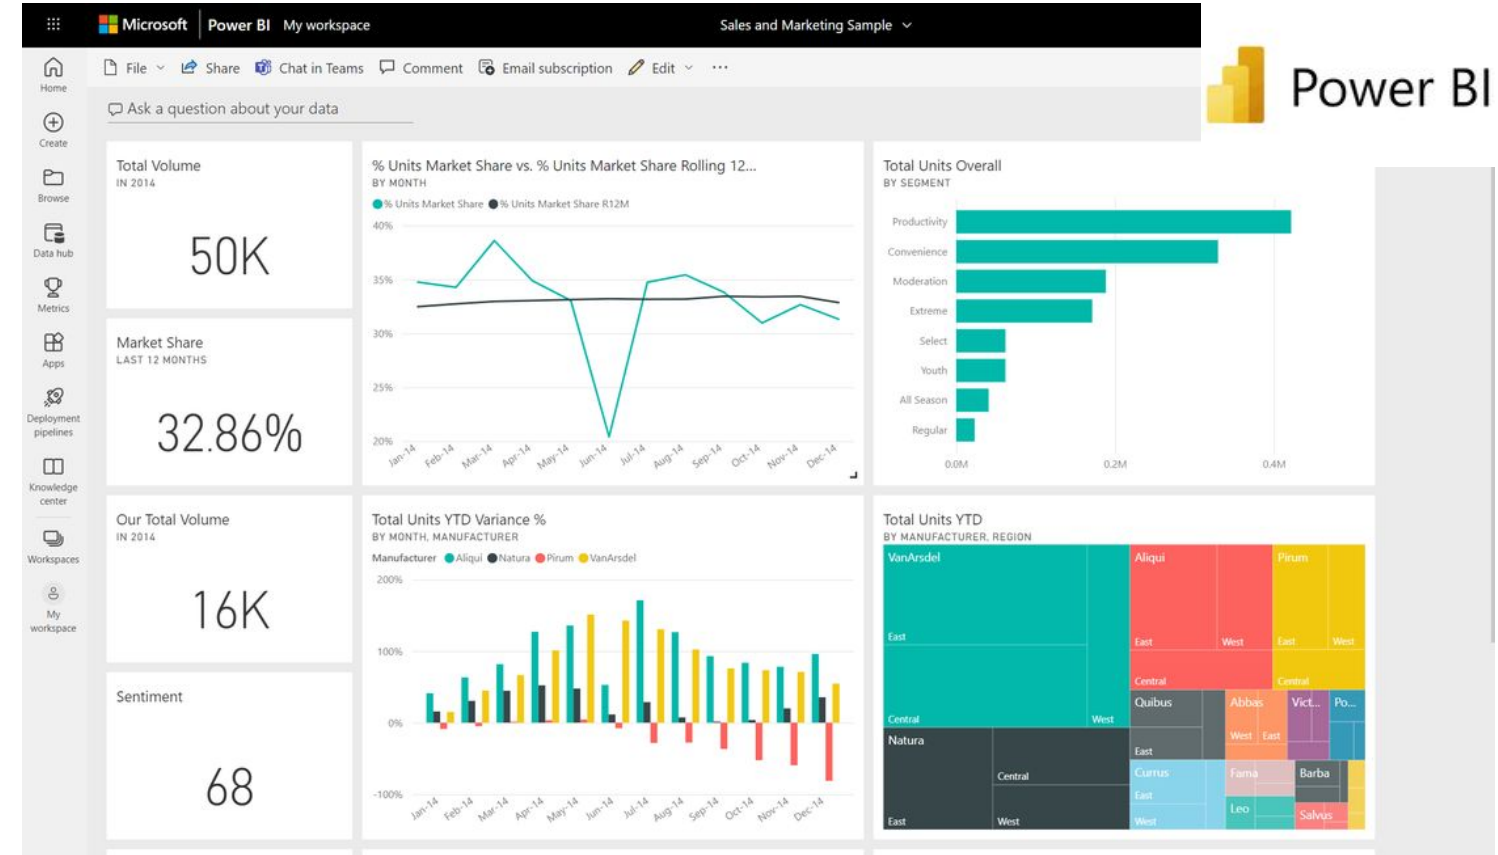 Microsoft Power BI My workspace
Sales and Marketing Sample
Power BI
File Share Chat in Teams Comment Email subscription Edit ...
Home
Create
Browse
Data hub
Metrics
Apps
Deployment
pipelines
Knowledge
center
Workspaces
My
workspace
Ask a question about your data
Total Volume
IN 2014
50K
Market Share
LAST 12 MONTHS
32.86%
Our Total Volume
IN 2014
16K
Sentiment
68
% Units Market Share vs. % Units Market Share Rolling 12...
BY MONTH
% Units Market Share % Units Market Share R12M
40%
35%
30%
25%
20%
Jan-14 Feb-14 Mar-14 Apr-14 May-14 Jun-14 Jul-14 Aug-14 Sep-14 Oct-14 Nov-14 Dec-14
Total Units Overall
BY SEGMENT
Productivity
Convenience
Moderation
Extreme
Select
Youth
All Season
Regular
0.0M 0.2M 0.4M
Total Units YTD Variance %
BY MONTH, MANUFACTURER
Manufacturer Aliqui Natura Pirum VanArsdel
200%
100%
0%
-100%
Jan-14 Feb-14 Mar-14 Apr-14 May-14 Jun-14 Jul-14 Aug-14 Sep-14 Oct-14 Nov-14 Dec-14
Total Units YTD
BY MANUFACTURER, REGION
VanArsdel
East
Central
West
Natura
East
Central
West
Aliqui
East West
Central
Pirum
East West
Central
Quibus
East
Abbas
West East
Vict...
Po...
Currus
East
West
Fama
Barba
Leo
Salvus